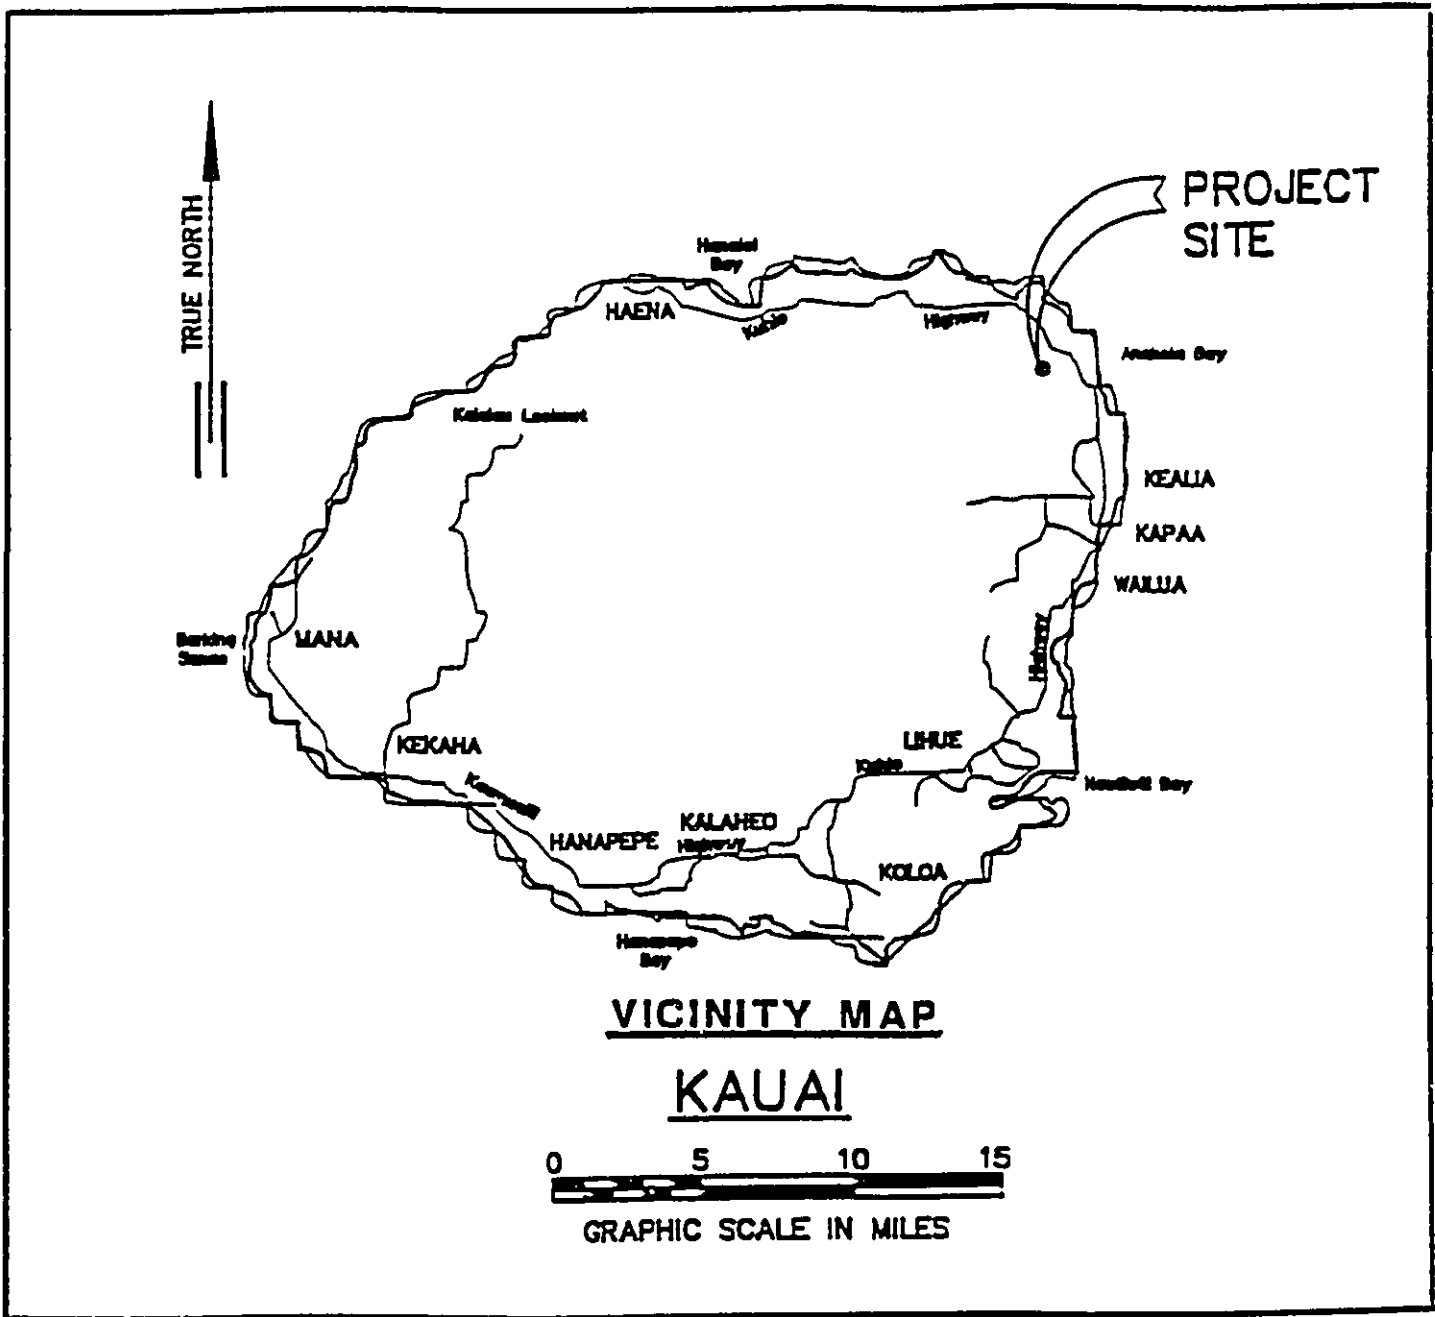 TRUE NORTH
PROJECT
SITE
Hanalei
Bay
HAENA
Kuhio
Highway
Anahola Bay
Kalalau Lookout
KEALIA
KAPAA
WAILUA
Barking
Sands
MANA
Highway
KEKAHA
LIHUE
Kuhio
Nawiliwili Bay
Kaumualii
HANAPEPE
KALAHEO
Highway
KOLOA
Hanapepe
Bay
VICINITY MAP
KAUAI
0 5 10 15
GRAPHIC SCALE IN MILES